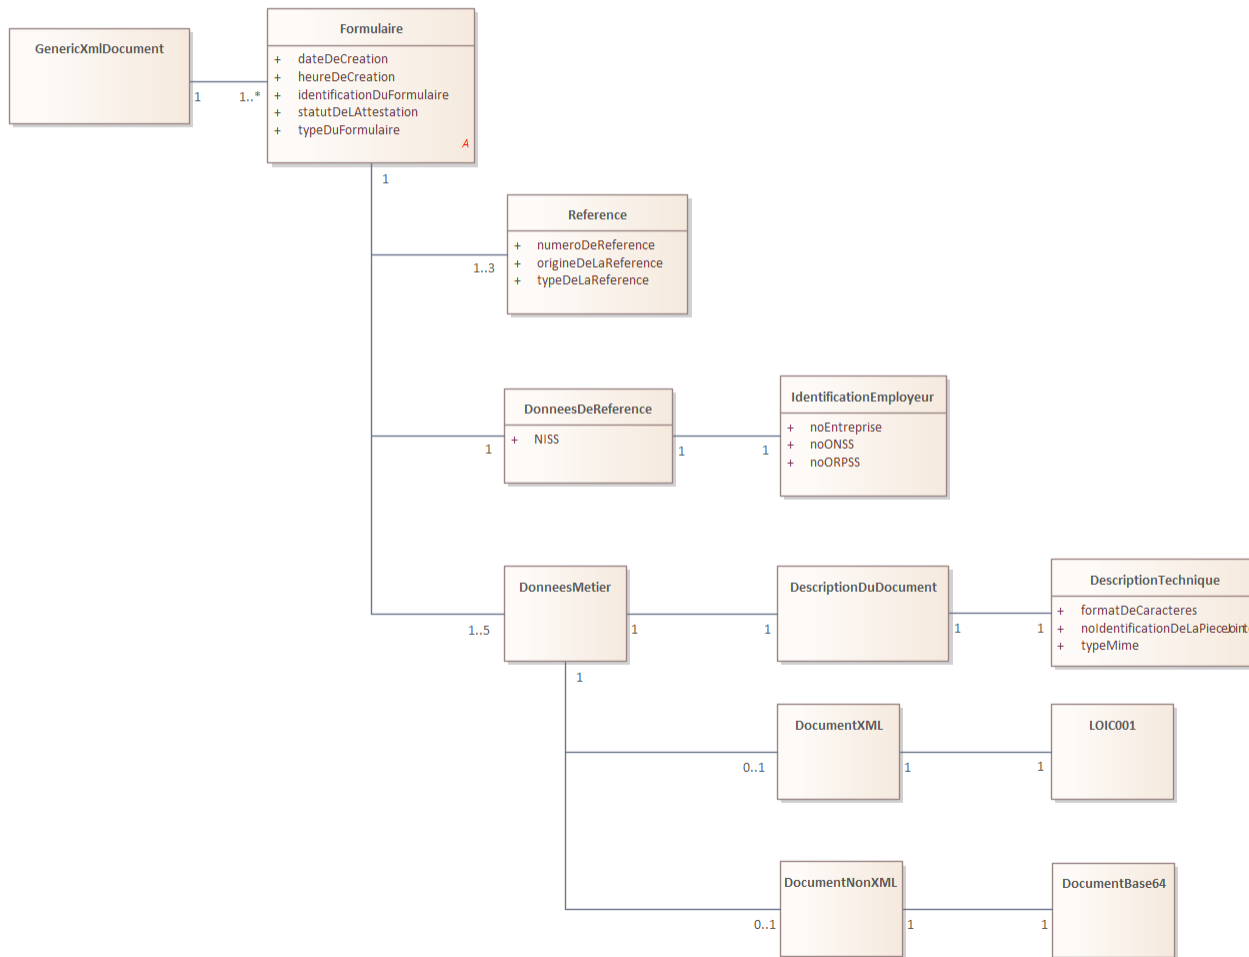 GenericXmlDocument
1
1..*
Formulaire
+ dateDeCreation
+ heureDeCreation
+ identificationDuFormulaire
+ statutDeLAttestation
+ typeDuFormulaire
A
1
Reference
+ numeroDeReference
+ origineDeLaReference
+ typeDeLaReference
1..3
DonneesDeReference
+ NISS
1
1
1
IdentificationEmployeur
+ noEntreprise
+ noONSS
+ noORPSS
DonneesMetier
1..5
1
1
DescriptionDuDocument
1
1
DescriptionTechnique
+ formatDeCaracteres
+ noIdentificationDeLaPieceJoint
+ typeMime
1
DocumentXML
0..1
1
1
LOIC001
DocumentNonXML
0..1
1
1
DocumentBase64